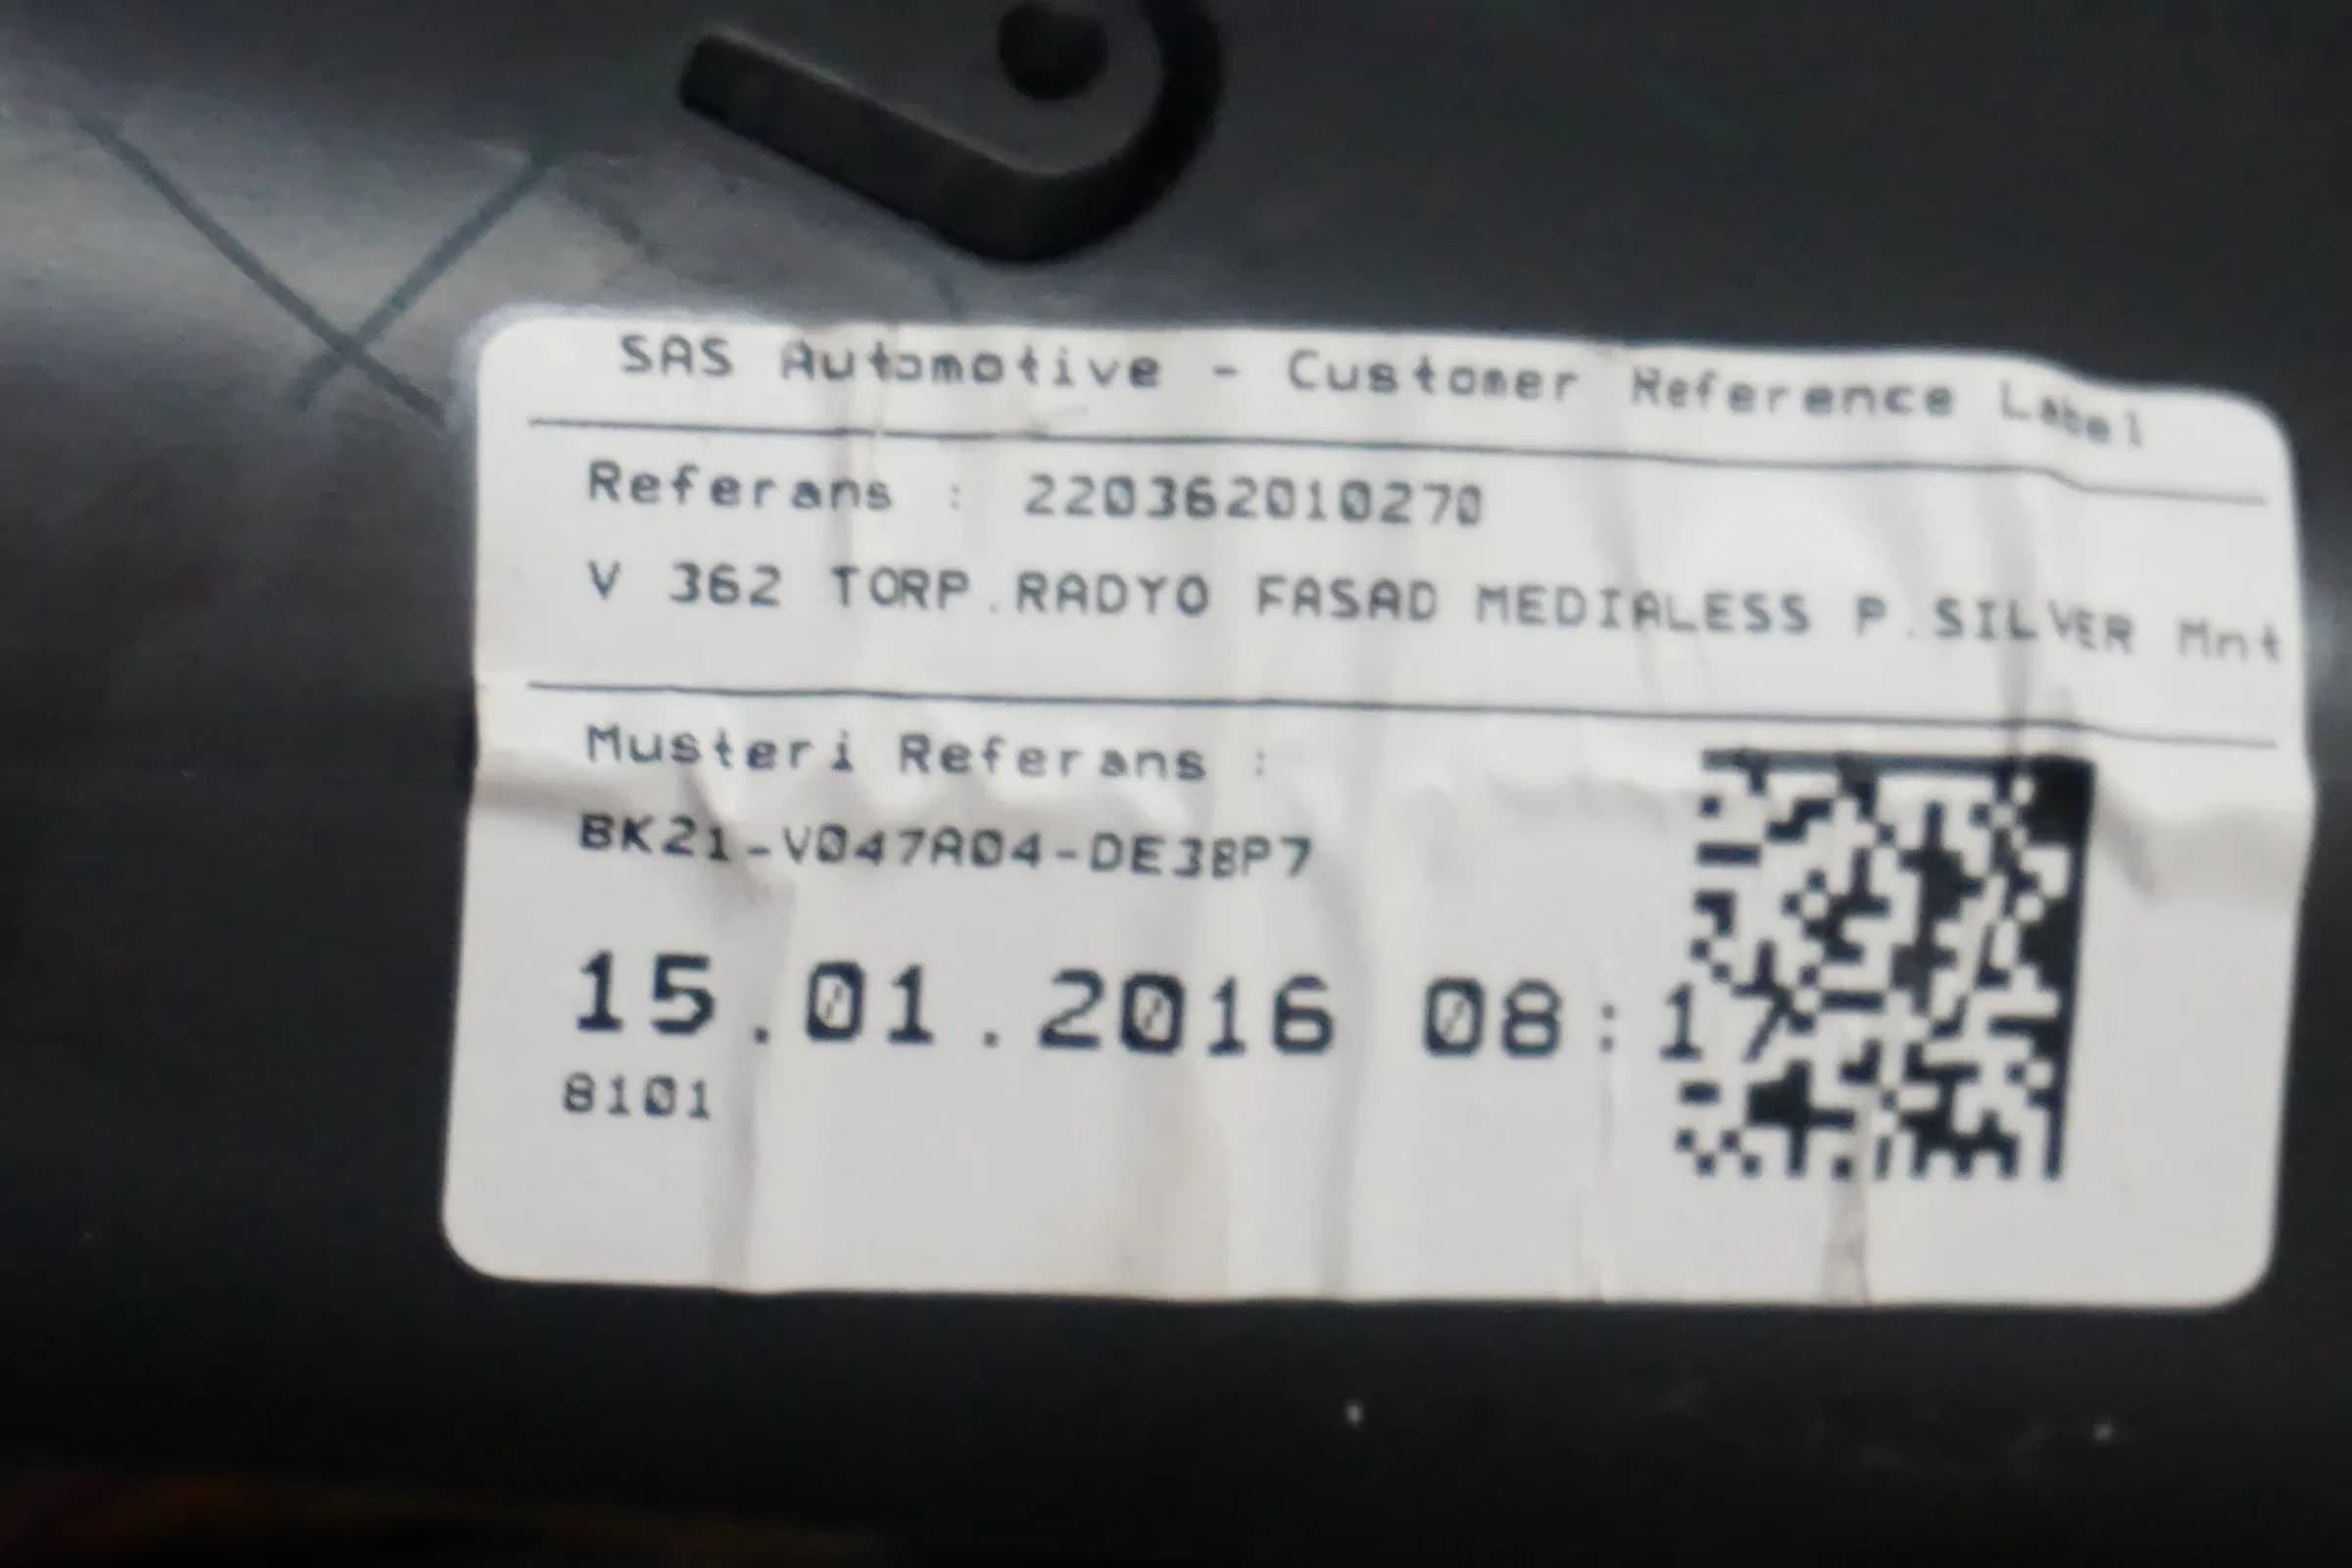 SAS Automotive - Customer Reference Label
Referans : 220362010270
V 362 TORP.RADYO FASAD MEDIALESS P.SILVER Mnt
Musteri Referans :
BK21-V047A04-DE3BP7
15.01.2016 08:17
8101